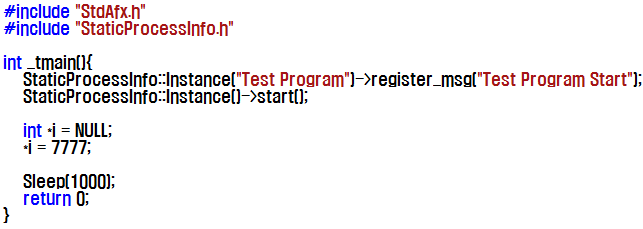 #include "StdAfx.h"
#include "StaticProcessInfo.h"
int _tmain(){
StaticProcessInfo::Instance("Test Program")->register_msg("Test Program Start");
StaticProcessInfo::Instance()->start();
int *i = NULL;
*i = 7777;
Sleep(1000);
return 0;
}